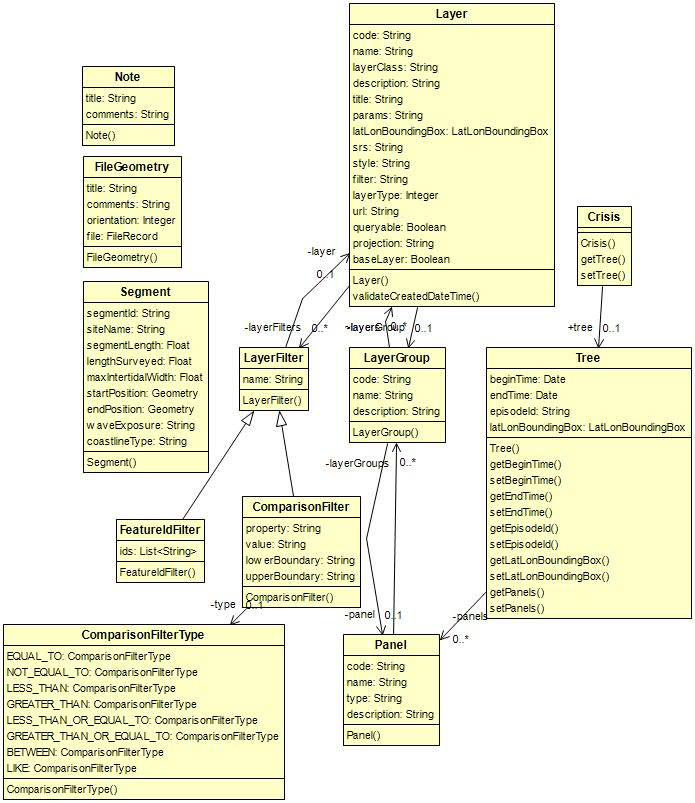 Layer
code: String
name: String
layerClass: String
description: String
title: String
params: String
latLonBoundingBox: LatLonBoundingBox
srs: String
style: String
filter: String
layerType: Integer
url: String
queryable: Boolean
projection: String
baseLayer: Boolean
Layer()
validateCreatedDateTime()
Note
title: String
comments: String
Note()
FileGeometry
title: String
comments: String
orientation: Integer
file: FileRecord
FileGeometry()
Crisis
Crisis()
getTree()
setTree()
Segment
segmentId: String
siteName: String
segmentLength: Float
lengthSurveyed: Float
maxIntertidalWidth: Float
startPosition: Geometry
endPosition: Geometry
waveExposure: String
coastlineType: String
Segment()
-layer
0..1
-layerFilters
0..*
0..*
0..1
+tree
0..1
LayerFilter
name: String
LayerFilter()
LayerGroup
code: String
name: String
description: String
LayerGroup()
Tree
beginTime: Date
endTime: Date
episodeId: String
latLonBoundingBox: LatLonBoundingBox
Tree()
getBeginTime()
setBeginTime()
getEndTime()
setEndTime()
getEpisodeId()
setEpisodeId()
getLatLonBoundingBox()
setLatLonBoundingBox()
getPanels()
setPanels()
-layerGroups
0..*
FeatureIdFilter
ids: List<String>
FeatureIdFilter()
ComparisonFilter
property: String
value: String
lowerBoundary: String
upperBoundary: String
ComparisonFilter()
-type
0..1
-panel
0..1
-panels
0..*
ComparisonFilterType
EQUAL_TO: ComparisonFilterType
NOT_EQUAL_TO: ComparisonFilterType
LESS_THAN: ComparisonFilterType
GREATER_THAN: ComparisonFilterType
LESS_THAN_OR_EQUAL_TO: ComparisonFilterType
GREATER_THAN_OR_EQUAL_TO: ComparisonFilterType
BETWEEN: ComparisonFilterType
LIKE: ComparisonFilterType
ComparisonFilterType()
Panel
code: String
name: String
type: String
description: String
Panel()